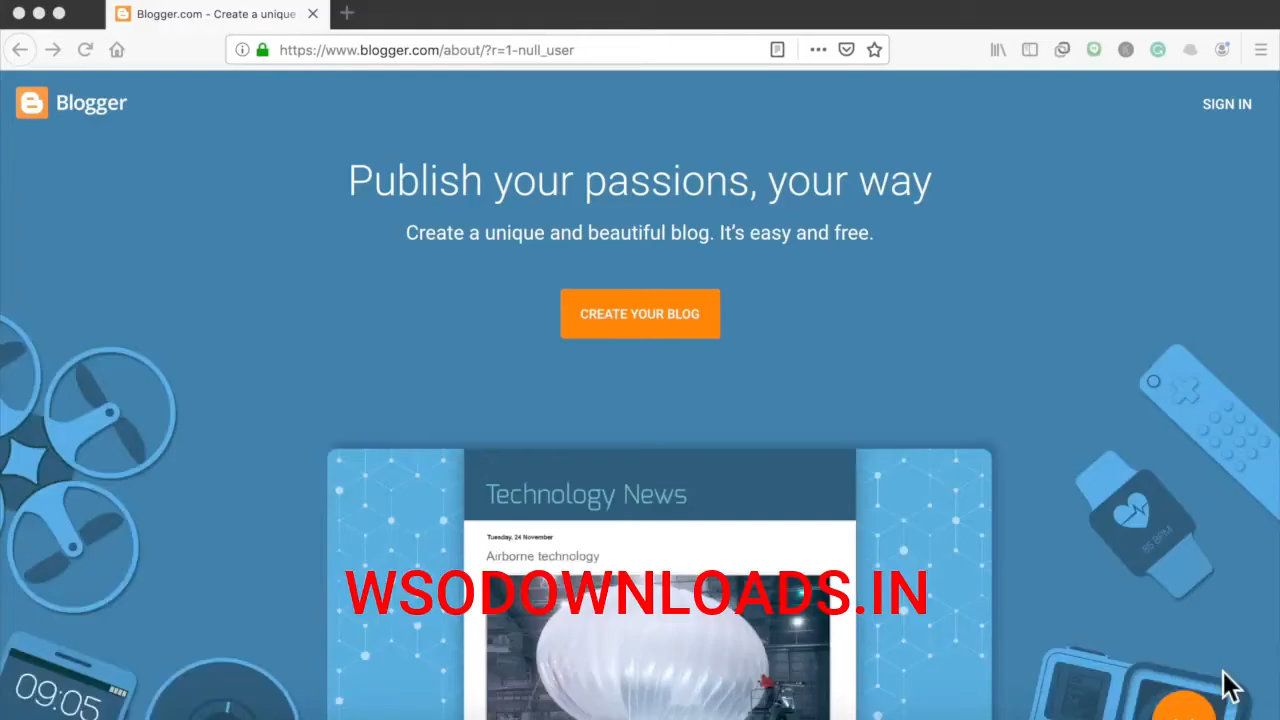 Blogger.com - Create a unique
https://www.blogger.com/about/?r=1-null_user
Blogger
SIGN IN
Publish your passions, your way
Create a unique and beautiful blog. It’s easy and free.
CREATE YOUR BLOG
Technology News
Tuesday, 24 November
Airborne technology
WSODOWNLOADS.IN
85 BPM
09:05